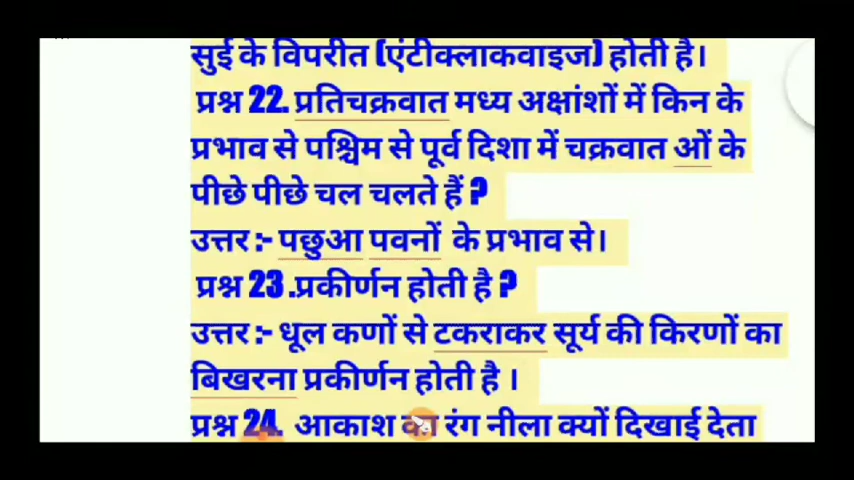 सुई के विपरीत (एंटीक्लाकवाइज) होती है।
प्रश्न 22. प्रतिचक्रवात मध्य अक्षांशों में किन के
प्रभाव से पश्चिम से पूर्व दिशा में चक्रवात ओं के
पीछे पीछे चल चलते हैं ?
उत्तर :- पछुआ पवनों के प्रभाव से।
प्रश्न 23 .प्रकीर्णन होती है ?
उत्तर :- धूल कणों से टकराकर सूर्य की किरणों का
बिखरना प्रकीर्णन होती है ।
प्रश्न 24. आकाश का रंग नीला क्यों दिखाई देता